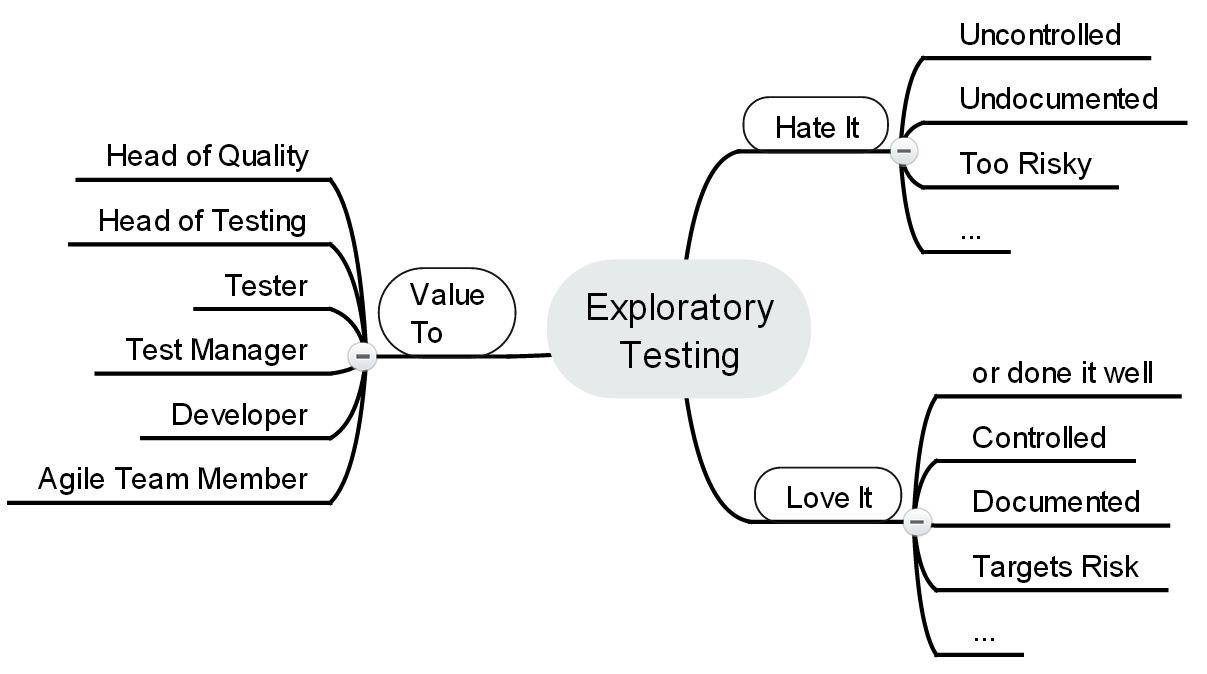 Exploratory
Testing
Hate It
Uncontrolled
Undocumented
Too Risky
...
Love It
or done it well
Controlled
Documented
Targets Risk
...
Value
To
Head of Quality
Head of Testing
Tester
Test Manager
Developer
Agile Team Member